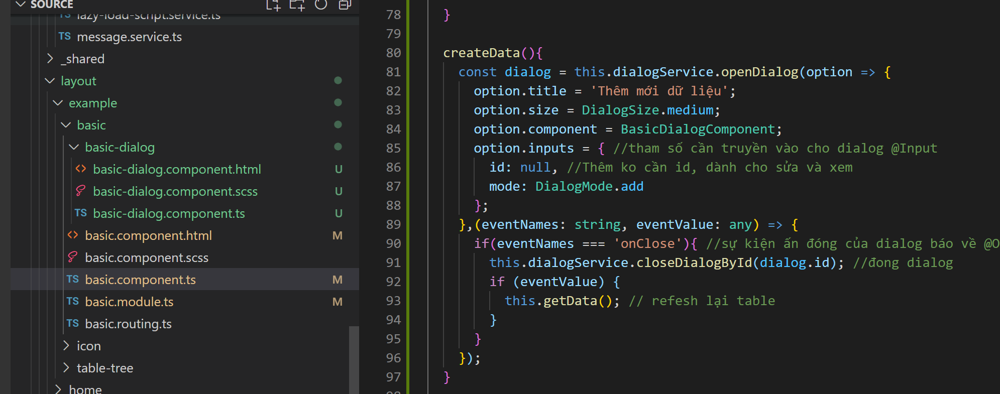 SOURCE
lazy-load-script.service.ts
TS message.service.ts
_shared
layout
example
basic
basic-dialog
basic-dialog.component.html U
basic-dialog.component.scss U
TS basic-dialog.component.ts U
basic.component.html M
basic.component.scss
TS basic.component.ts M
TS basic.module.ts M
TS basic.routing.ts
icon
table-tree
home
78 }
79
80 createData(){
81 const dialog = this.dialogService.openDialog(option => {
82 option.title = 'Thêm mới dữ liệu';
83 option.size = DialogSize.medium;
84 option.component = BasicDialogComponent;
85 option.inputs = { //tham số cần truyền vào cho dialog @Input
86 id: null, //Thêm ko cần id, dành cho sửa và xem
87 mode: DialogMode.add
88 };
89 },(eventNames: string, eventValue: any) => {
90 if(eventNames === 'onClose'){ //sự kiện ấn đóng của dialog báo về @O
91 this.dialogService.closeDialogById(dialog.id); //đong dialog
92 if (eventValue) {
93 this.getData(); // refesh lại table
94 }
95 }
96 });
97 }